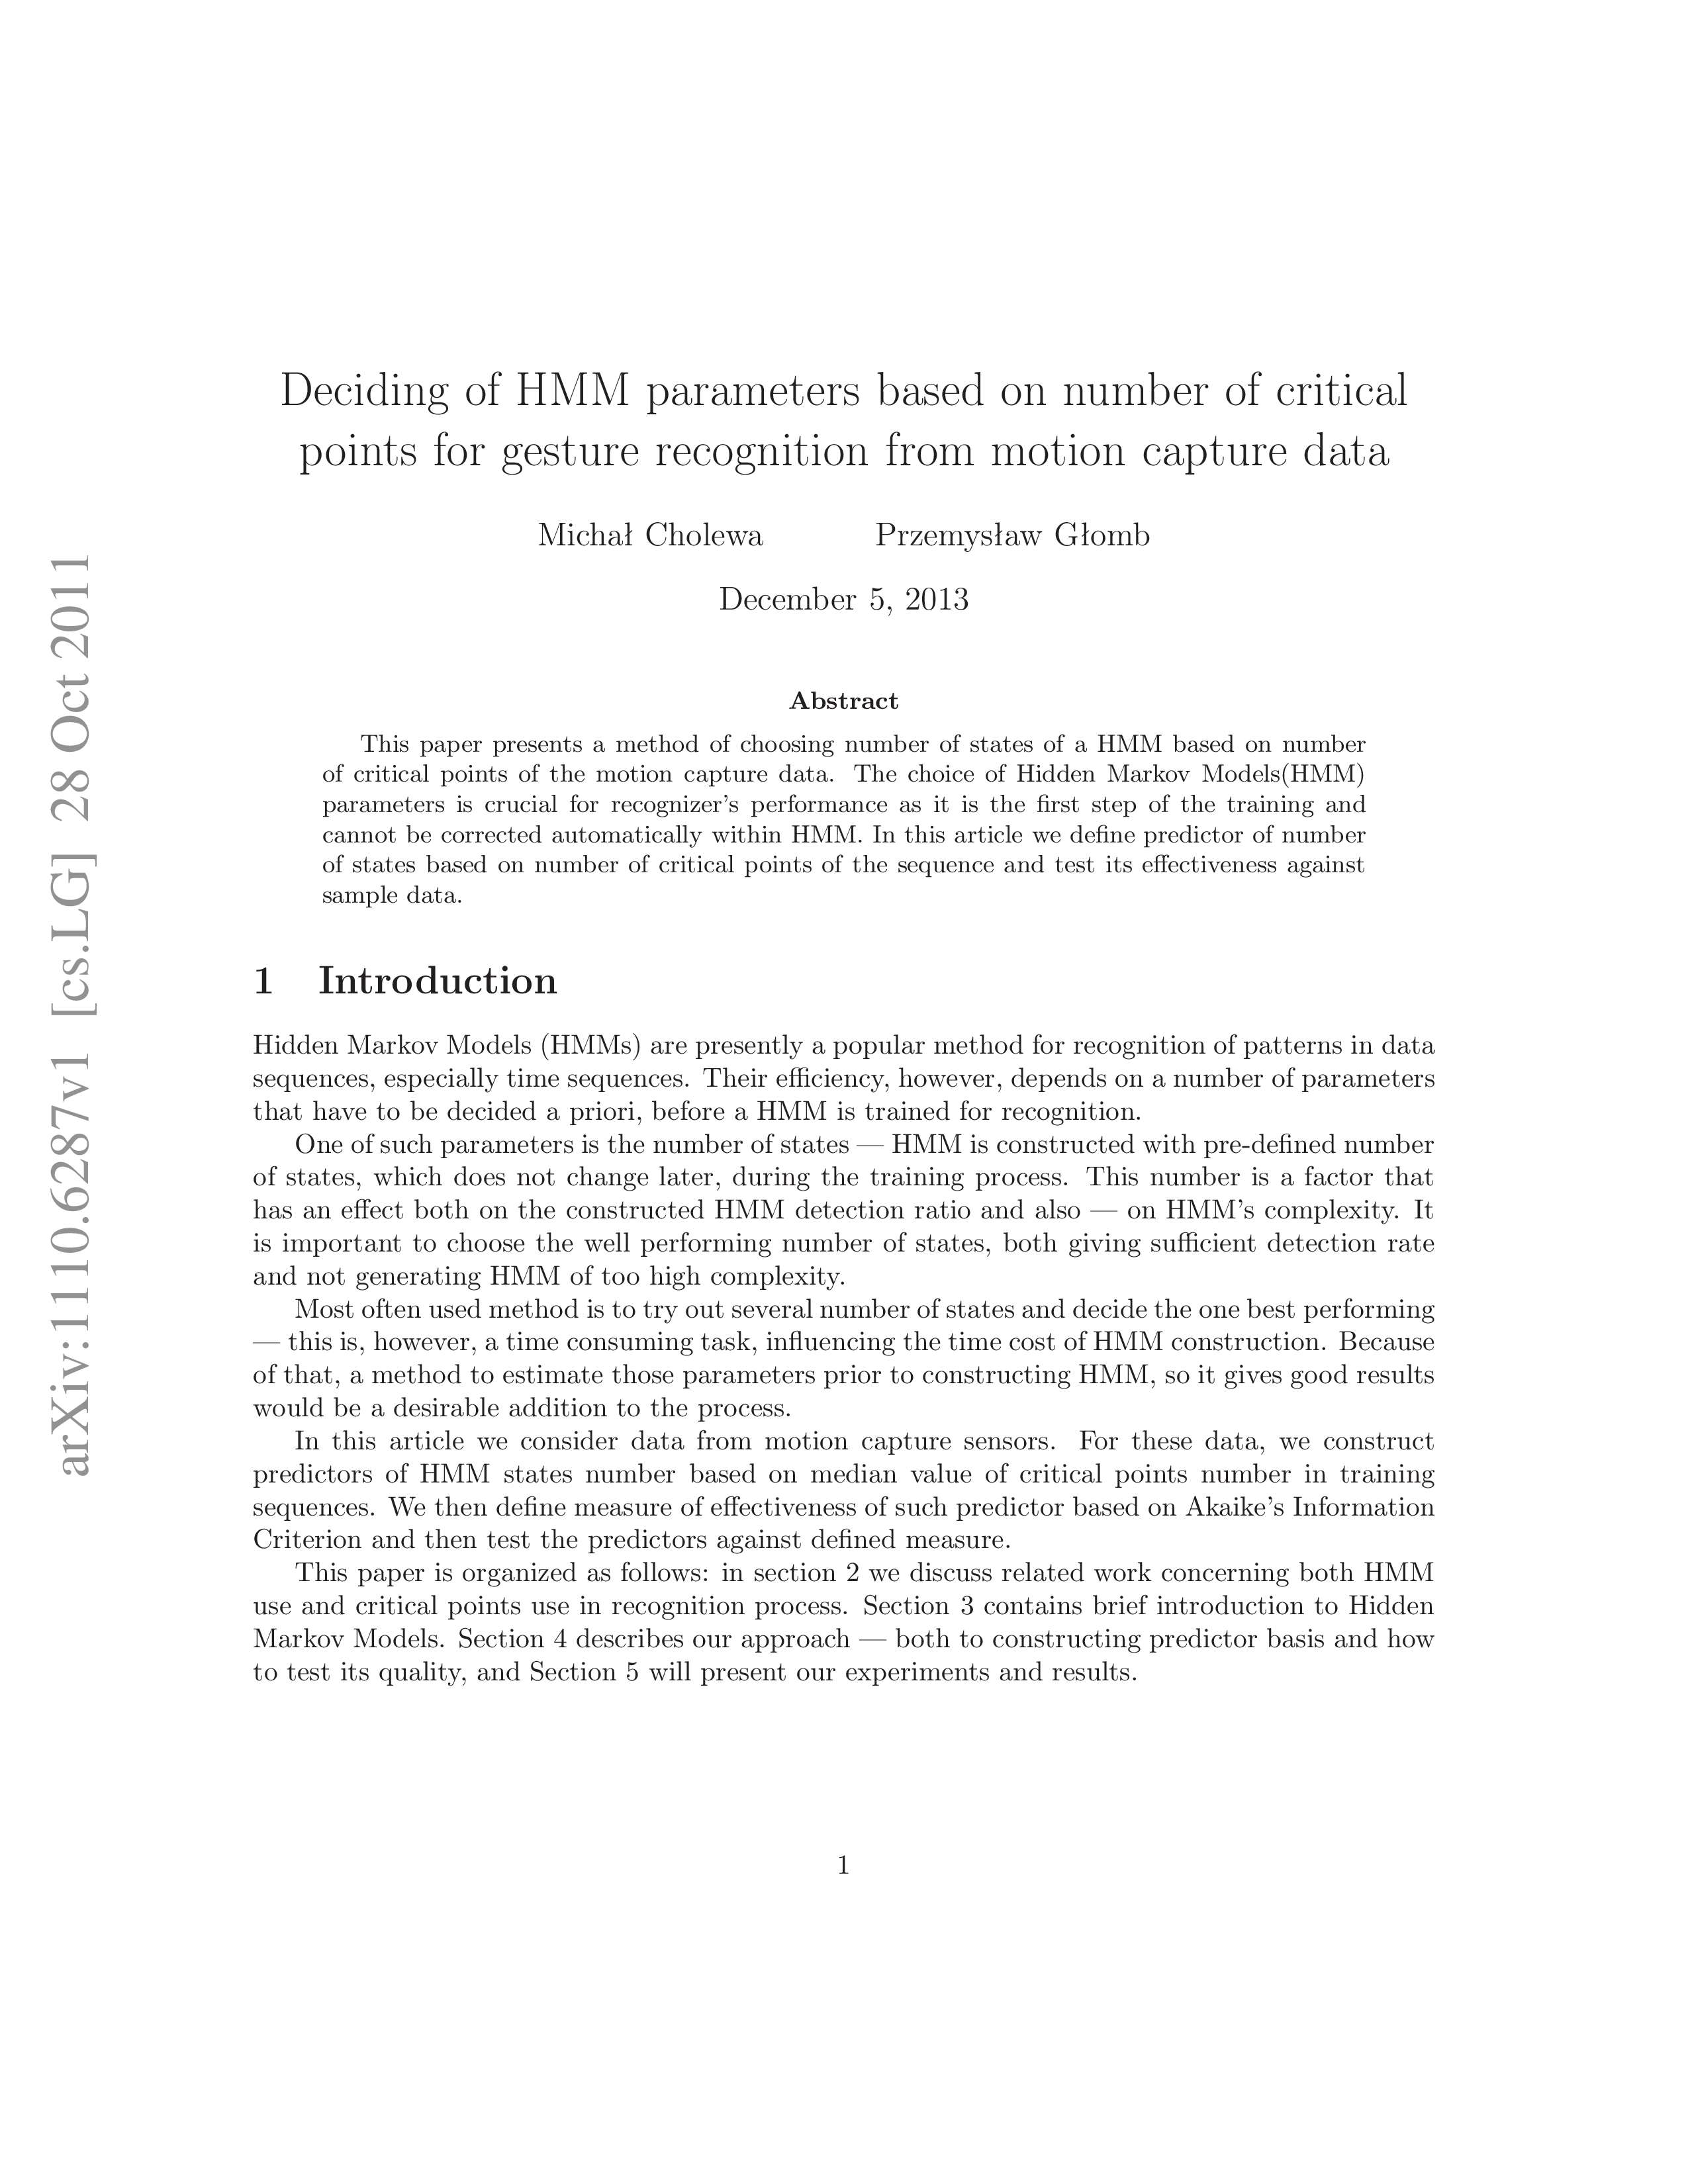 Deciding of HMM parameters based on number of critical
points for gesture recognition from motion capture data
Michał Cholewa Przemysław Głomb
December 5, 2013
Abstract
This paper presents a method of choosing number of states of a HMM based on number
of critical points of the motion capture data. The choice of Hidden Markov Models(HMM)
parameters is crucial for recognizer's performance as it is the first step of the training and
cannot be corrected automatically within HMM. In this article we define predictor of number
of states based on number of critical points of the sequence and test its effectiveness against
sample data.
1 Introduction
Hidden Markov Models (HMMs) are presently a popular method for recognition of patterns in data
sequences, especially time sequences. Their efficiency, however, depends on a number of parameters
that have to be decided a priori, before a HMM is trained for recognition.
One of such parameters is the number of states — HMM is constructed with pre-defined number
of states, which does not change later, during the training process. This number is a factor that
has an effect both on the constructed HMM detection ratio and also — on HMM's complexity. It
is important to choose the well performing number of states, both giving sufficient detection rate
and not generating HMM of too high complexity.
Most often used method is to try out several number of states and decide the one best performing
— this is, however, a time consuming task, influencing the time cost of HMM construction. Because
of that, a method to estimate those parameters prior to constructing HMM, so it gives good results
would be a desirable addition to the process.
In this article we consider data from motion capture sensors. For these data, we construct
predictors of HMM states number based on median value of critical points number in training
sequences. We then define measure of effectiveness of such predictor based on Akaike's Information
Criterion and then test the predictors against defined measure.
This paper is organized as follows: in section 2 we discuss related work concerning both HMM
use and critical points use in recognition process. Section 3 contains brief introduction to Hidden
Markov Models. Section 4 describes our approach — both to constructing predictor basis and how
to test its quality, and Section 5 will present our experiments and results.
1
arXiv:1110.6287v1 [cs.LG] 28 Oct 2011